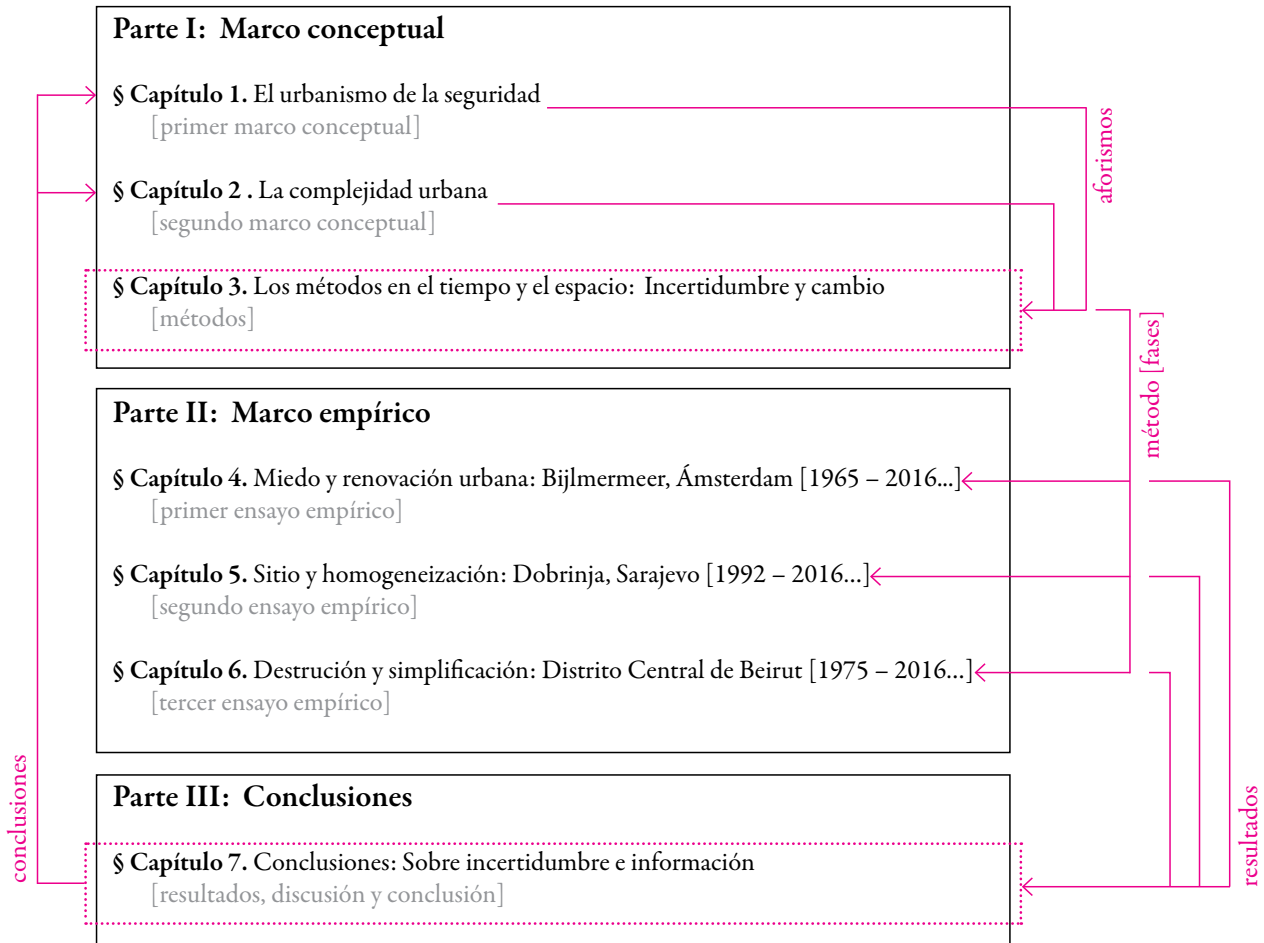 Parte I: Marco conceptual
§ Capítulo 1. El urbanismo de la seguridad
[primer marco conceptual]
§ Capítulo 2 . La complejidad urbana
[segundo marco conceptual]
§ Capítulo 3. Los métodos en el tiempo y el espacio: Incertidumbre y cambio
[métodos]
aforismos
método [fases]
Parte II: Marco empírico
§ Capítulo 4. Miedo y renovación urbana: Bijlmermeer, Ámsterdam [1965 – 2016...]
[primer ensayo empírico]
§ Capítulo 5. Sitio y homogeneización: Dobrinja, Sarajevo [1992 – 2016...]
[segundo ensayo empírico]
§ Capítulo 6. Destrución y simplificación: Distrito Central de Beirut [1975 – 2016...]
[tercer ensayo empírico]
Parte III: Conclusiones
§ Capítulo 7. Conclusiones: Sobre incertidumbre e información
[resultados, discusión y conclusión]
conclusiones
resultados